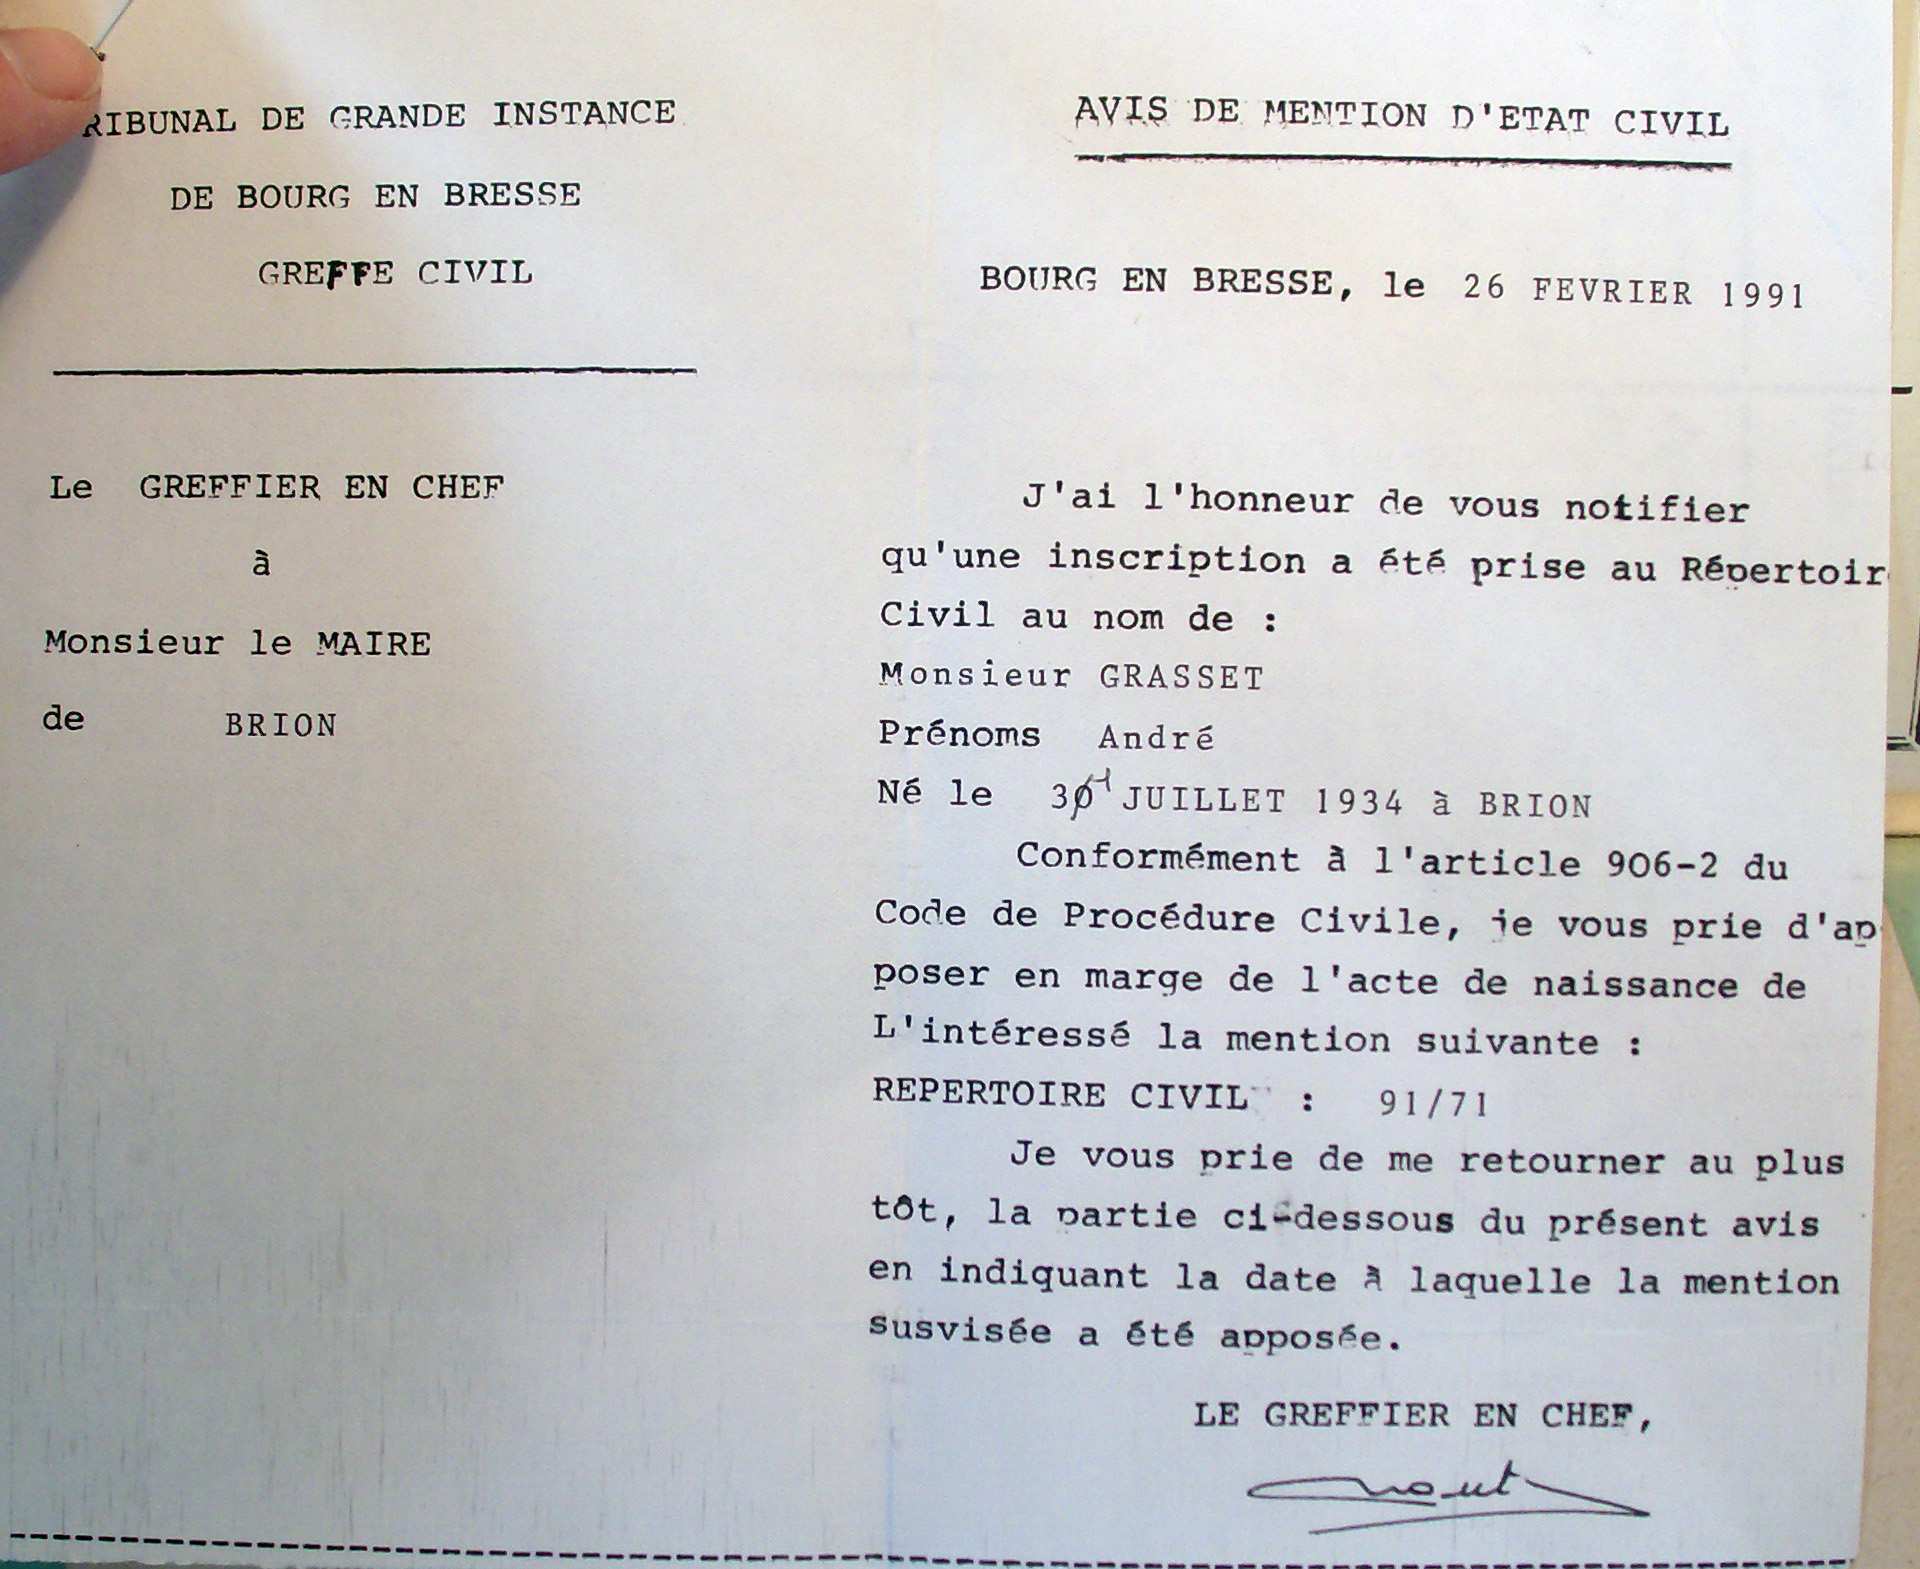 RIBUNAL DE GRANDE INSTANCE
DE BOURG EN BRESSE
GREFFE CIVIL
Le GREFFIER EN CHEF
à
Monsieur le MAIRE
de BRION
AVIS DE MENTION D'ETAT CIVIL
BOURG EN BRESSE, le 26 FEVRIER 1991
J'ai l'honneur de vous notifier
qu'une inscription a été prise au Répertoir
Civil au nom de :
Monsieur GRASSET
Prénoms André
Né le 31 JUILLET 1934 à BRION
Conformément à l'article 906-2 du
Code de Procédure Civile, je vous prie d'ap
poser en marge de l'acte de naissance de
L'intéressé la mention suivante :
REPERTOIRE CIVIL : 91/71
Je vous prie de me retourner au plus
tôt, la partie ci-dessous du présent avis
en indiquant la date à laquelle la mention
susvisée a été apposée.
LE GREFFIER EN CHEF,